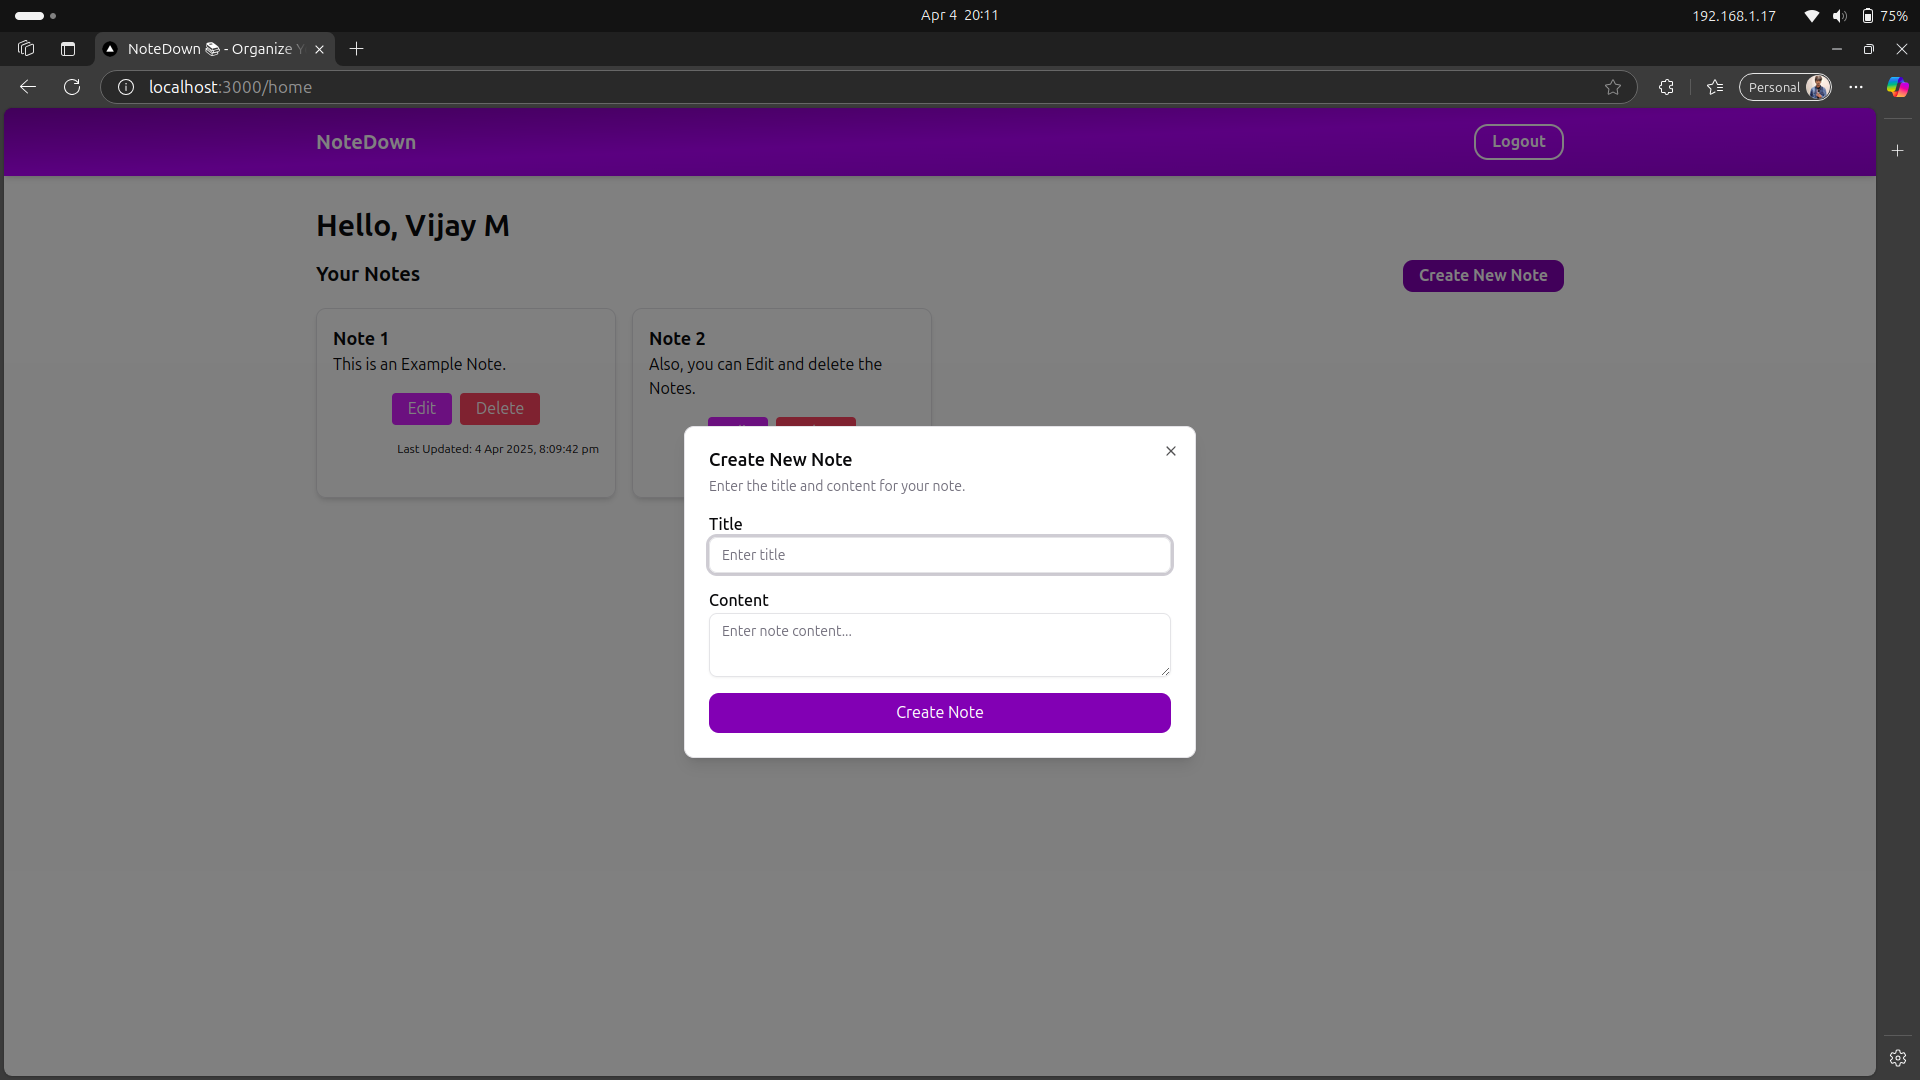 Apr 4 20:11
192.168.1.17
75%
NoteDown 📚 - Organize Y
localhost:3000/home
Personal
NoteDown
Logout
Hello, Vijay M
Your Notes
Create New Note
Note 1
This is an Example Note.
Edit
Delete
Last Updated: 4 Apr 2025, 8:09:42 pm
Note 2
Also, you can Edit and delete the
Notes.
Create New Note
Enter the title and content for your note.
Title
Enter title
Content
Enter note content...
Create Note